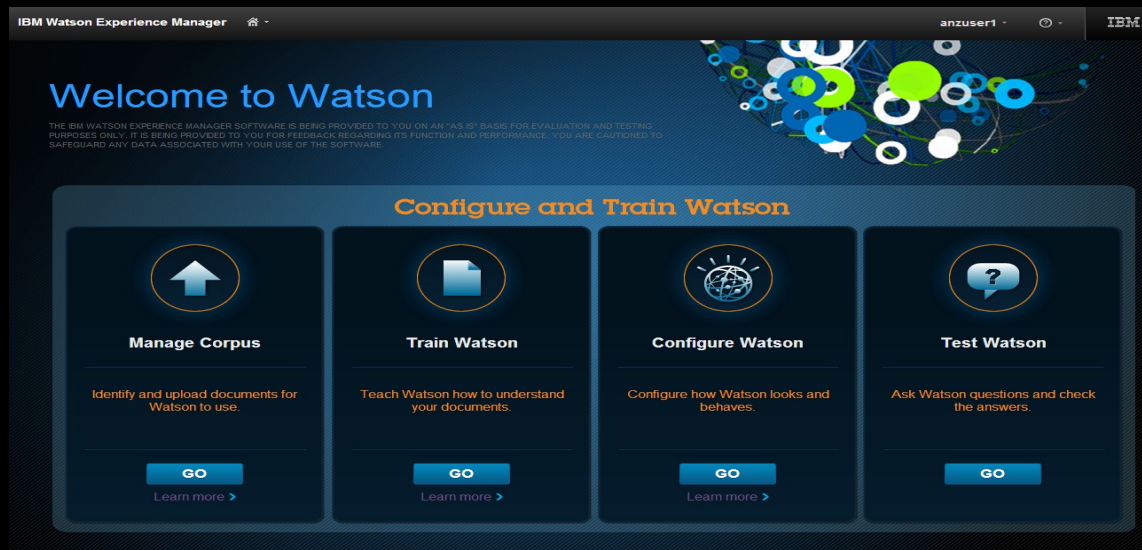 IBM Watson Experience Manager
anzuser1
IBM
Welcome to Watson
THE IBM WATSON EXPERIENCE MANAGER SOFTWARE IS BEING PROVIDED TO YOU ON AN "AS IS" BASIS FOR EVALUATION AND TESTING
PURPOSES ONLY. IT IS BEING PROVIDED TO YOU FOR FEEDBACK REGARDING ITS FUNCTION AND PERFORMANCE. YOU ARE CAUTIONED TO
SAFEGUARD ANY DATA ASSOCIATED WITH YOUR USE OF THE SOFTWARE.
Configure and Train Watson
Manage Corpus
Identify and upload documents for
Watson to use.
GO
Learn more >
Train Watson
Teach Watson how to understand
your documents.
GO
Learn more >
Configure Watson
Configure how Watson looks and
behaves.
GO
Learn more >
?
Test Watson
Ask Watson questions and check
the answers.
GO